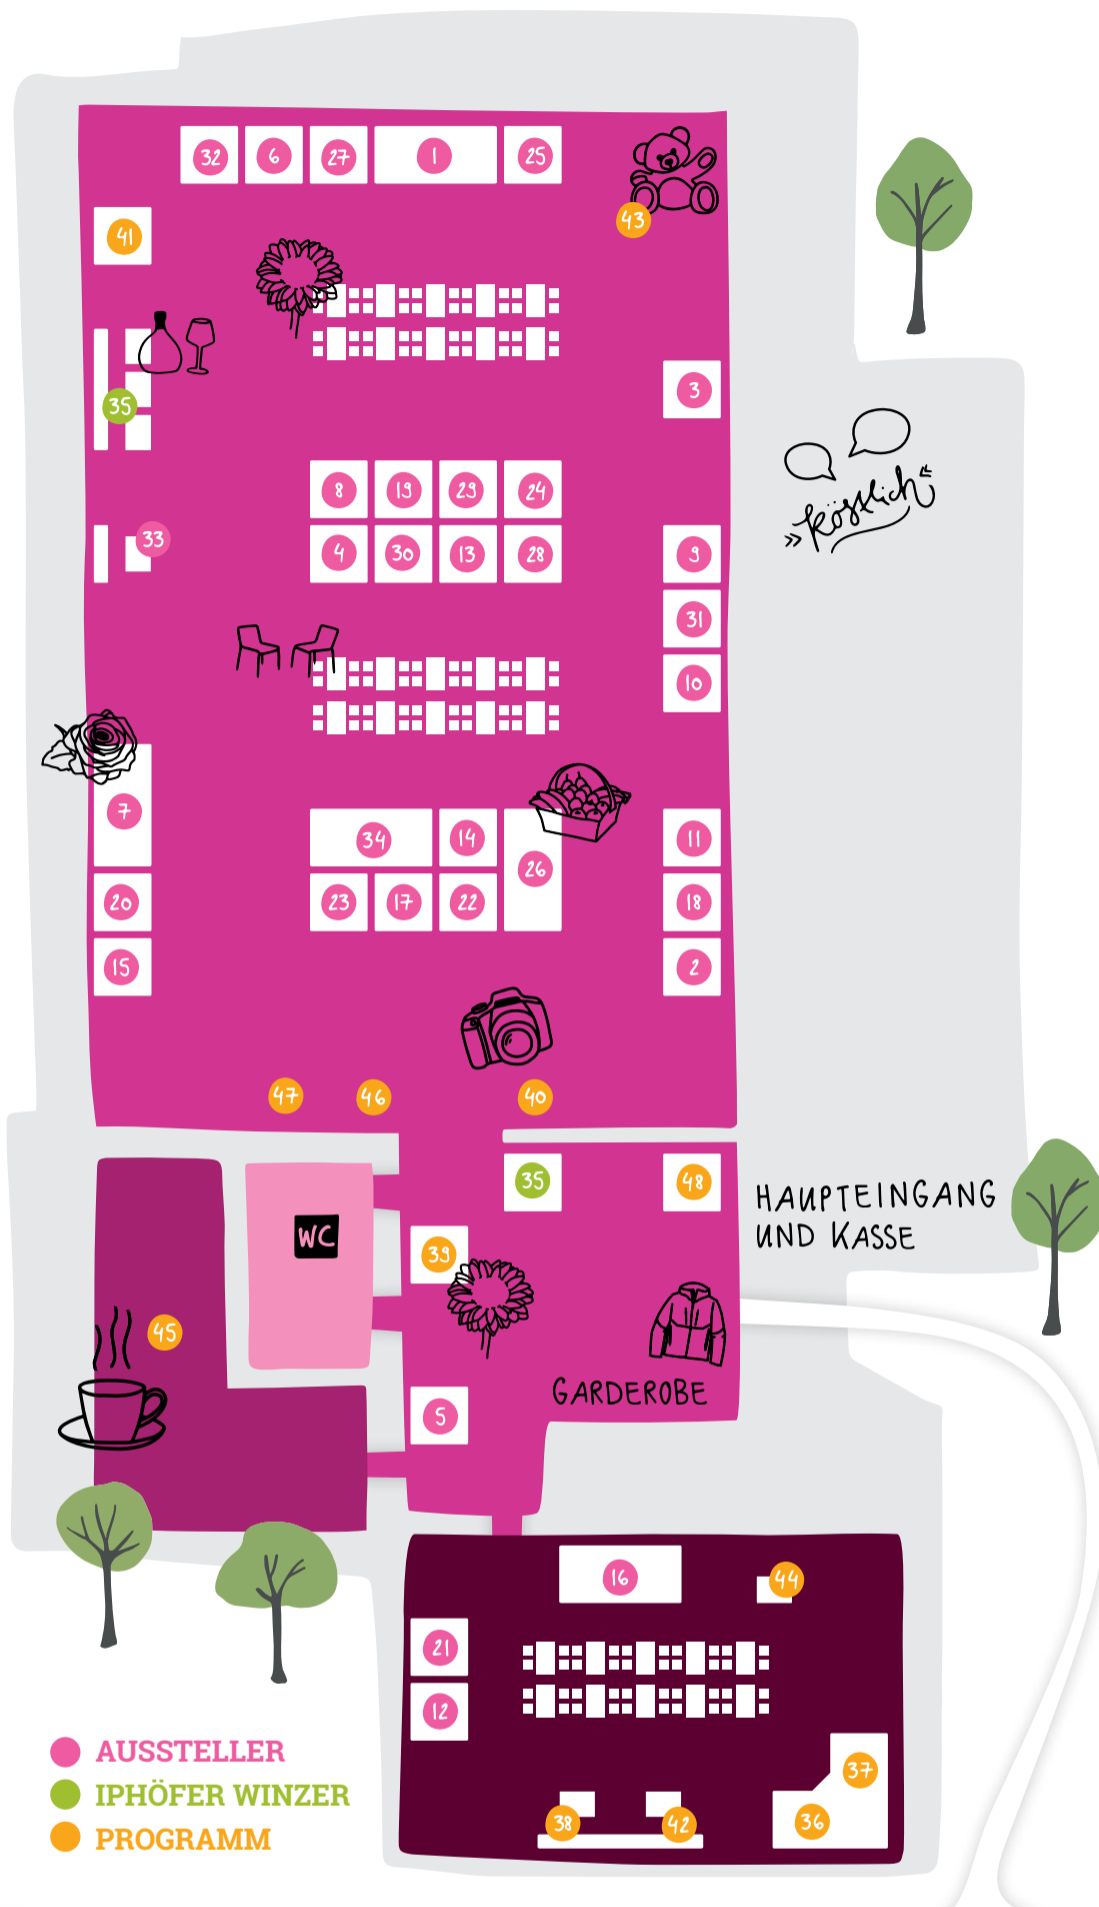 32 6 27 1 25
43
41
3
35
8 19 29 24
33
4 30 13 28 9
31
10
7
34 14 11
26
20 23 17 22 18
15 2
47 46 40
35 48
HAUPTEINGANG
UND KASSE
WC
39
45
GARDEROBE
5
»köstlich«
16 44
21
12
37
38 42 36
AUSSTELLER
IPHÖFER WINZER
PROGRAMM